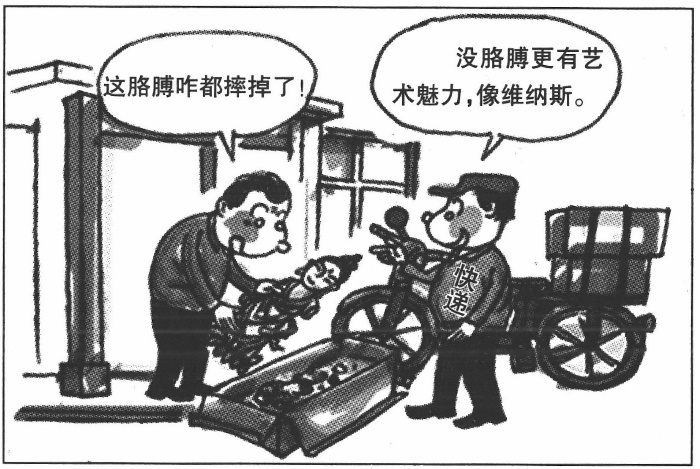 这胳膊咋都摔掉了!
没胳膊更有艺
术魅力,像维纳斯。
快
递